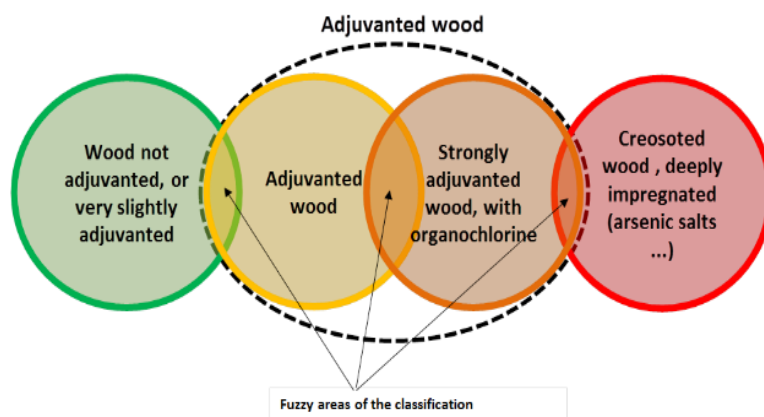 Adjuvanted wood
Wood not
adjuvanted, or
very slightly
adjuvanted
Adjuvanted
wood
Strongly
adjuvanted
wood, with
organochlorine
Creosoted
wood , deeply
impregnated
(arsenic salts
...)
Fuzzy areas of the classification